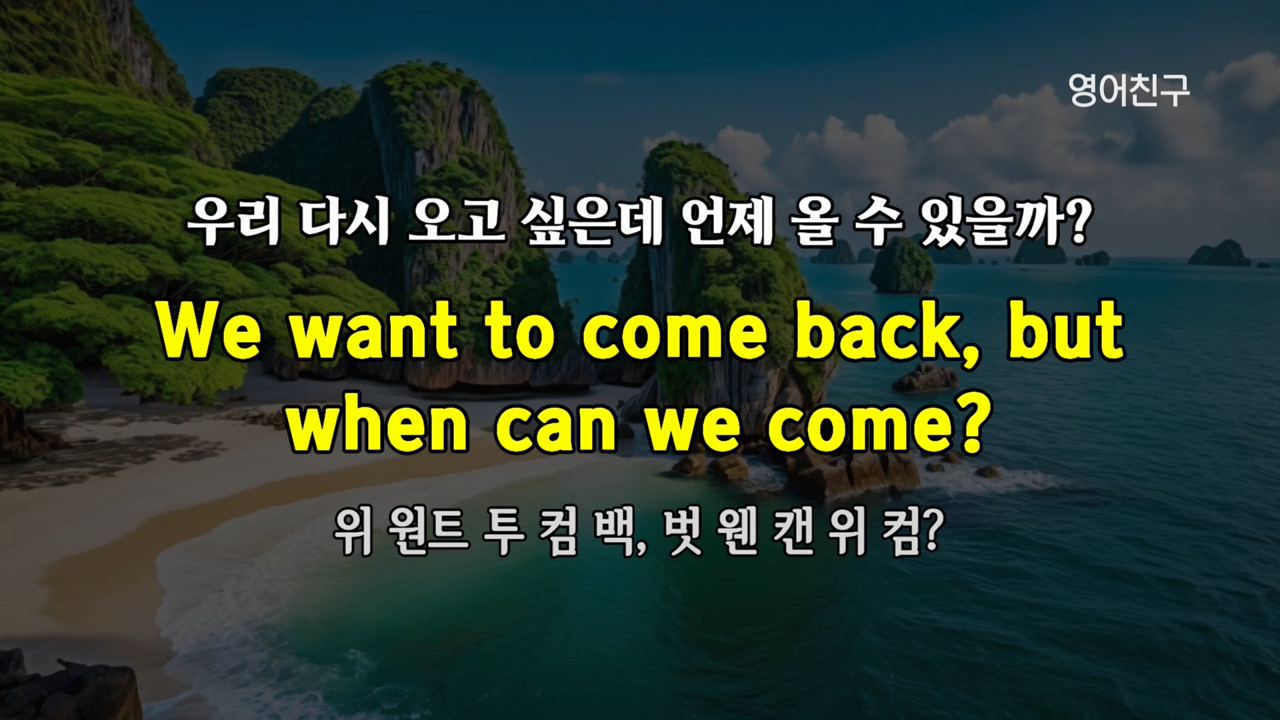 영어친구
우리 다시 오고 싶은데 언제 올 수 있을까?
We want to come back, but
when can we come?
위 원트 투 컴 백, 벗 웬 캔 위 컴?